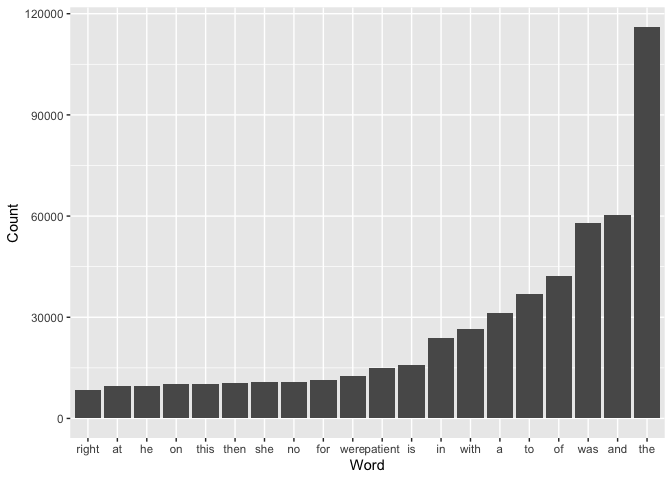 120000
90000
60000
30000
0
Count
right at he on this then she no for were patient is in with a to of was and the
Word